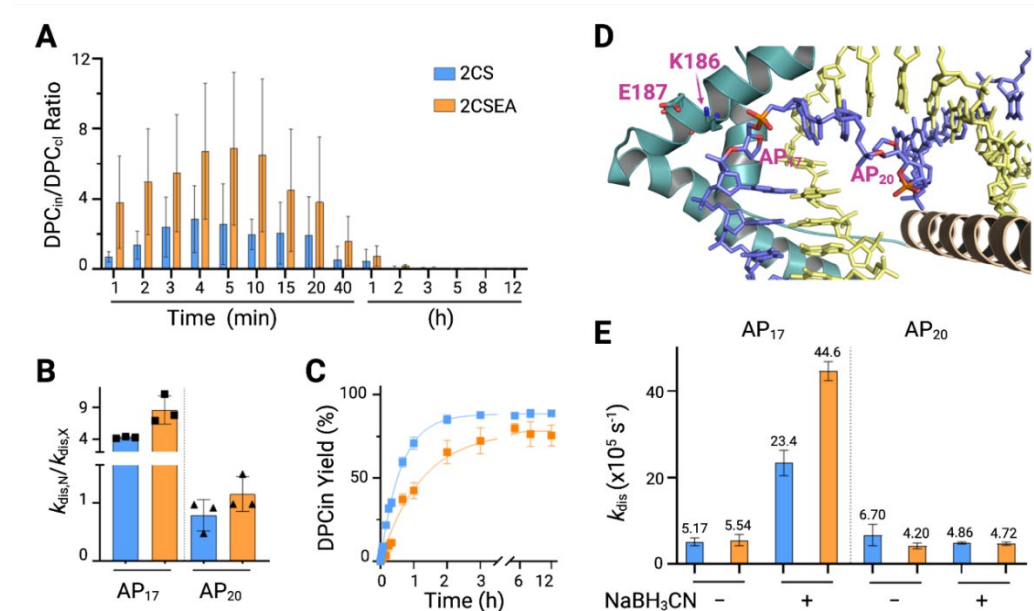 A
12
8
4
0
DPCin/DPCcl Ratio
2CS
2CSEA
1 2 3 4 5 10 15 20 40 1 2 3 5 8 12
Time (min)
(h)
B
9
4
1
0
kdis,N/kdis,X
AP17
AP20
C
100
50
0
DPCin Yield (%)
0 1 2 3 6 12
Time (h)
D
K186
E187
AP17
AP20
E
AP17
AP20
40
20
0
kdis (x10⁵ s⁻¹)
5.17 5.54 23.4 44.6 6.70 4.20 4.86 4.72
NaBH₃CN − + − +